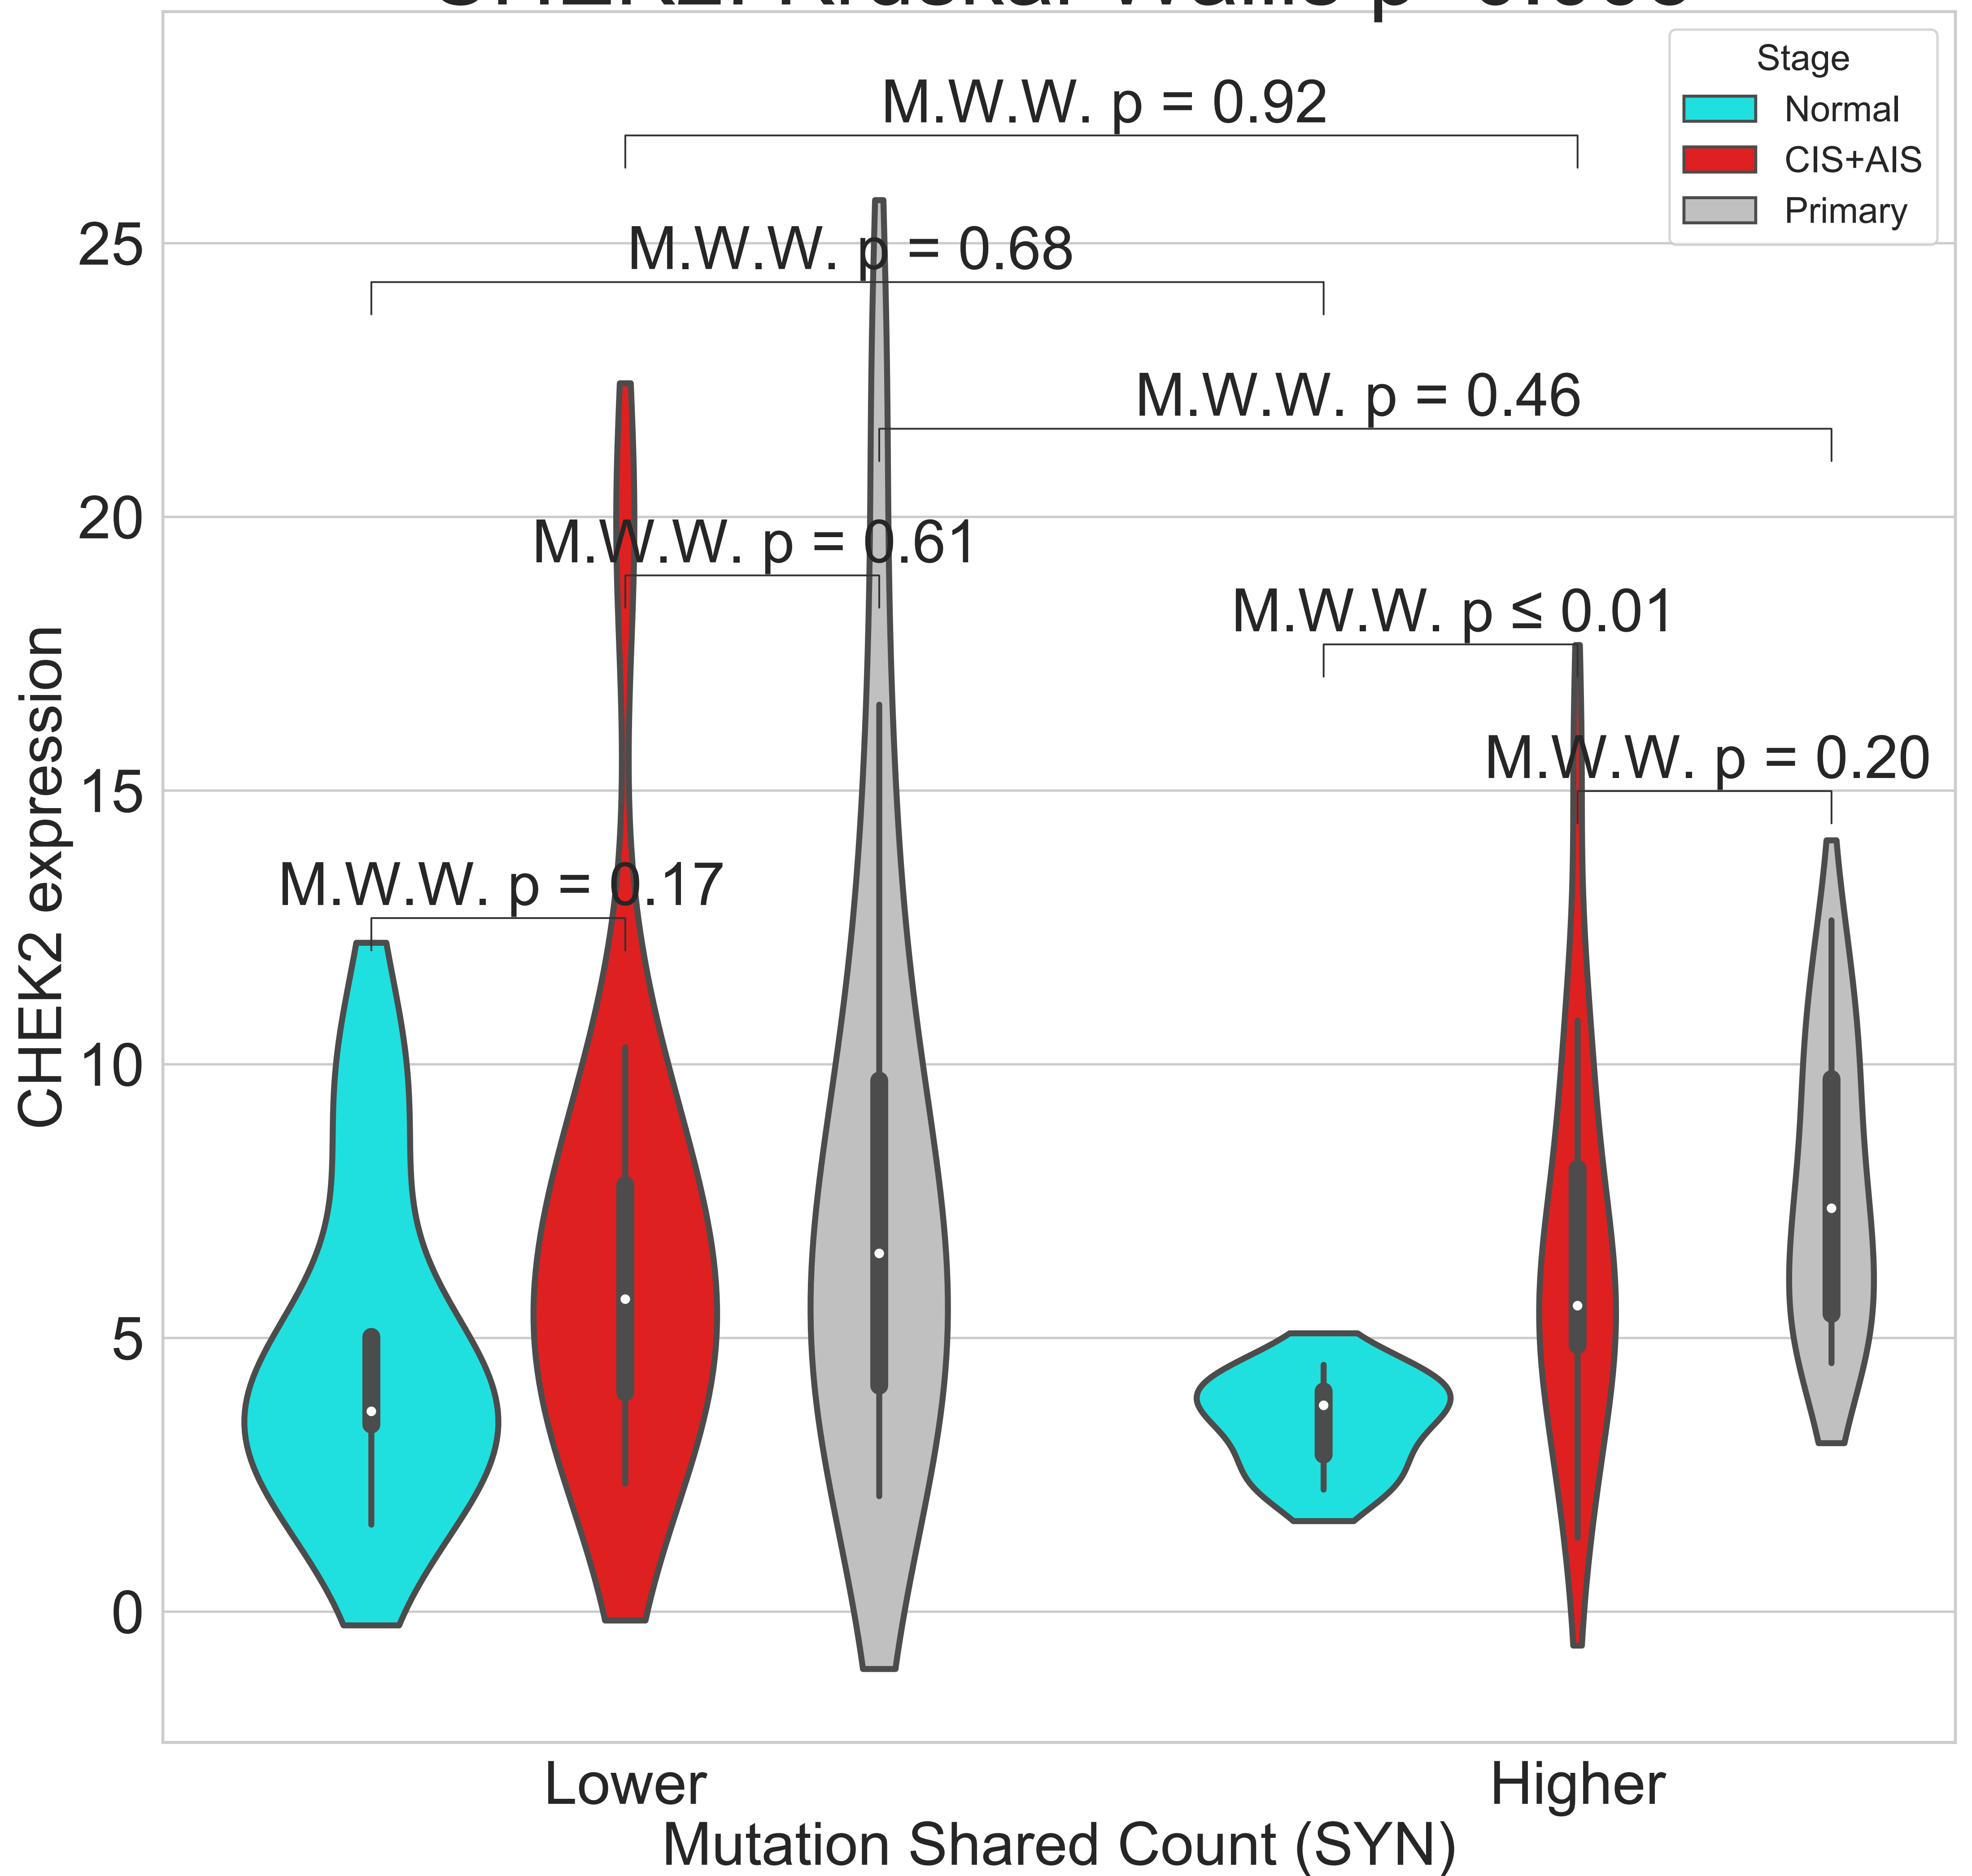 Stage
Normal
CIS+AIS
Primary
M.W.W. p = 0.92
M.W.W. p = 0.68
M.W.W. p = 0.46
M.W.W. p = 0.61
M.W.W. p ≤ 0.01
M.W.W. p = 0.20
M.W.W. p = 0.17
25
20
15
10
5
0
CHEK2 expression
Lower
Higher
Mutation Shared Count (SYN)